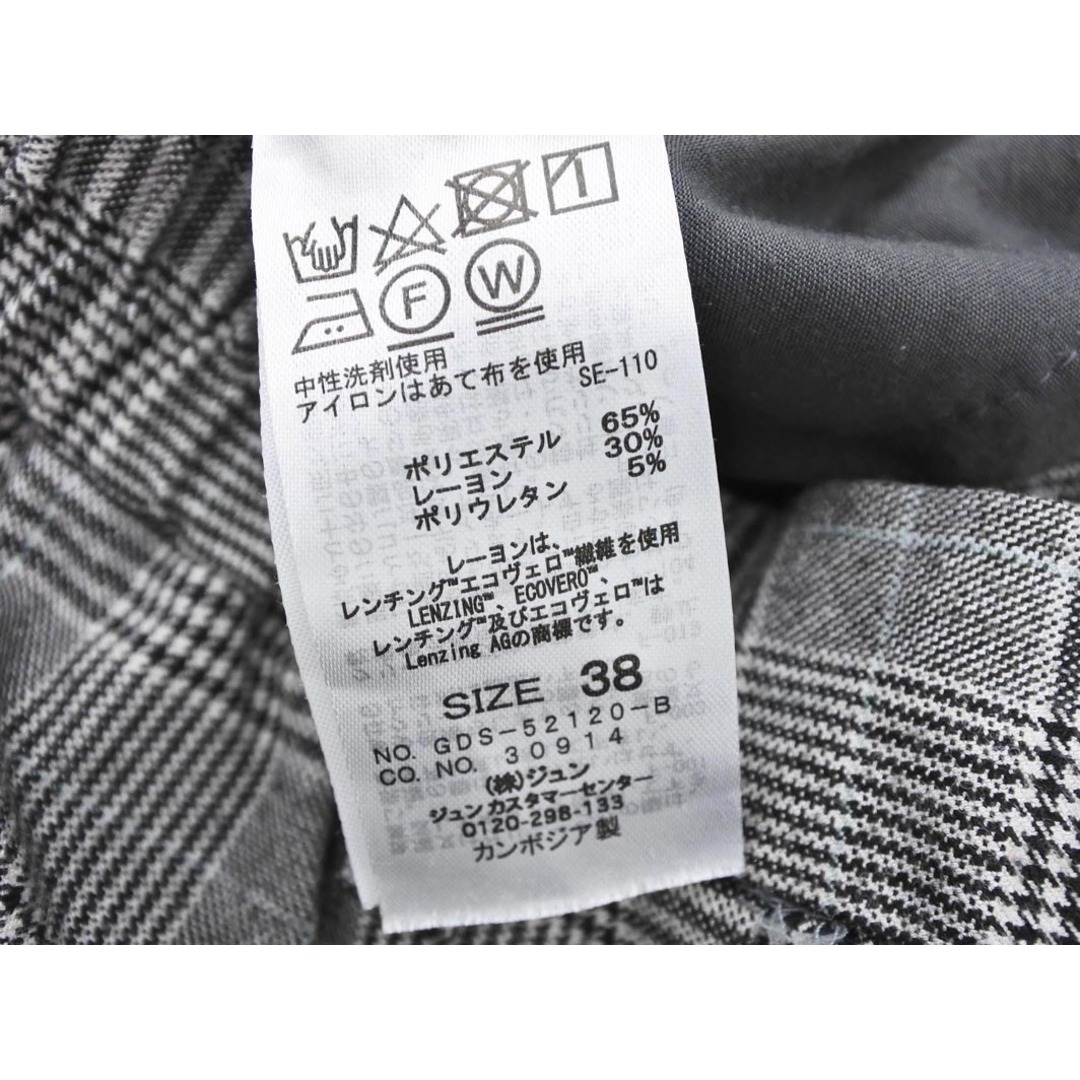 F W
中性洗剤使用
アイロンはあて布を使用
SE-110
ポリエステル 65%
レーヨン 30%
ポリウレタン 5%
レーヨンは、
レンチング™エコヴェロ™繊維を使用
LENZING™、ECOVERO™、
レンチング™及びエコヴェロ™は
Lenzing AGの商標です。
SIZE 38
NO. GDS-52120-B
CO. NO. 30914
(株)ジュン
ジュンカスタマーセンター
0120-298-133
カンボジア製